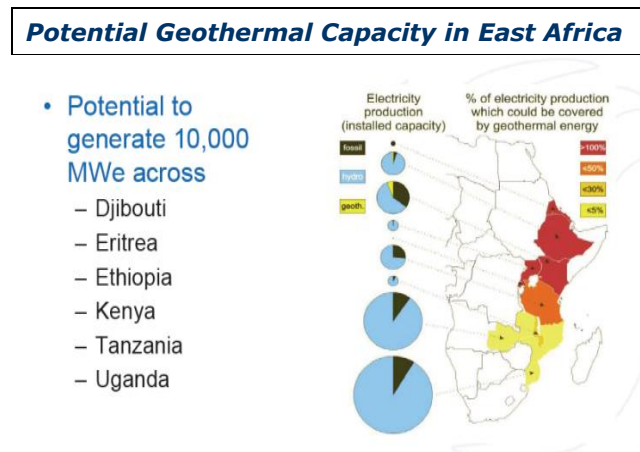 Potential Geothermal Capacity in East Africa
• Potential to
generate 10,000
MWe across
– Djibouti
– Eritrea
– Ethiopia
– Kenya
– Tanzania
– Uganda
Electricity
production
(installed capacity)
fossil
hydro
geoth.
% of electricity production
which could be covered
by geothermal energy
>100%
<50%
<30%
<5%